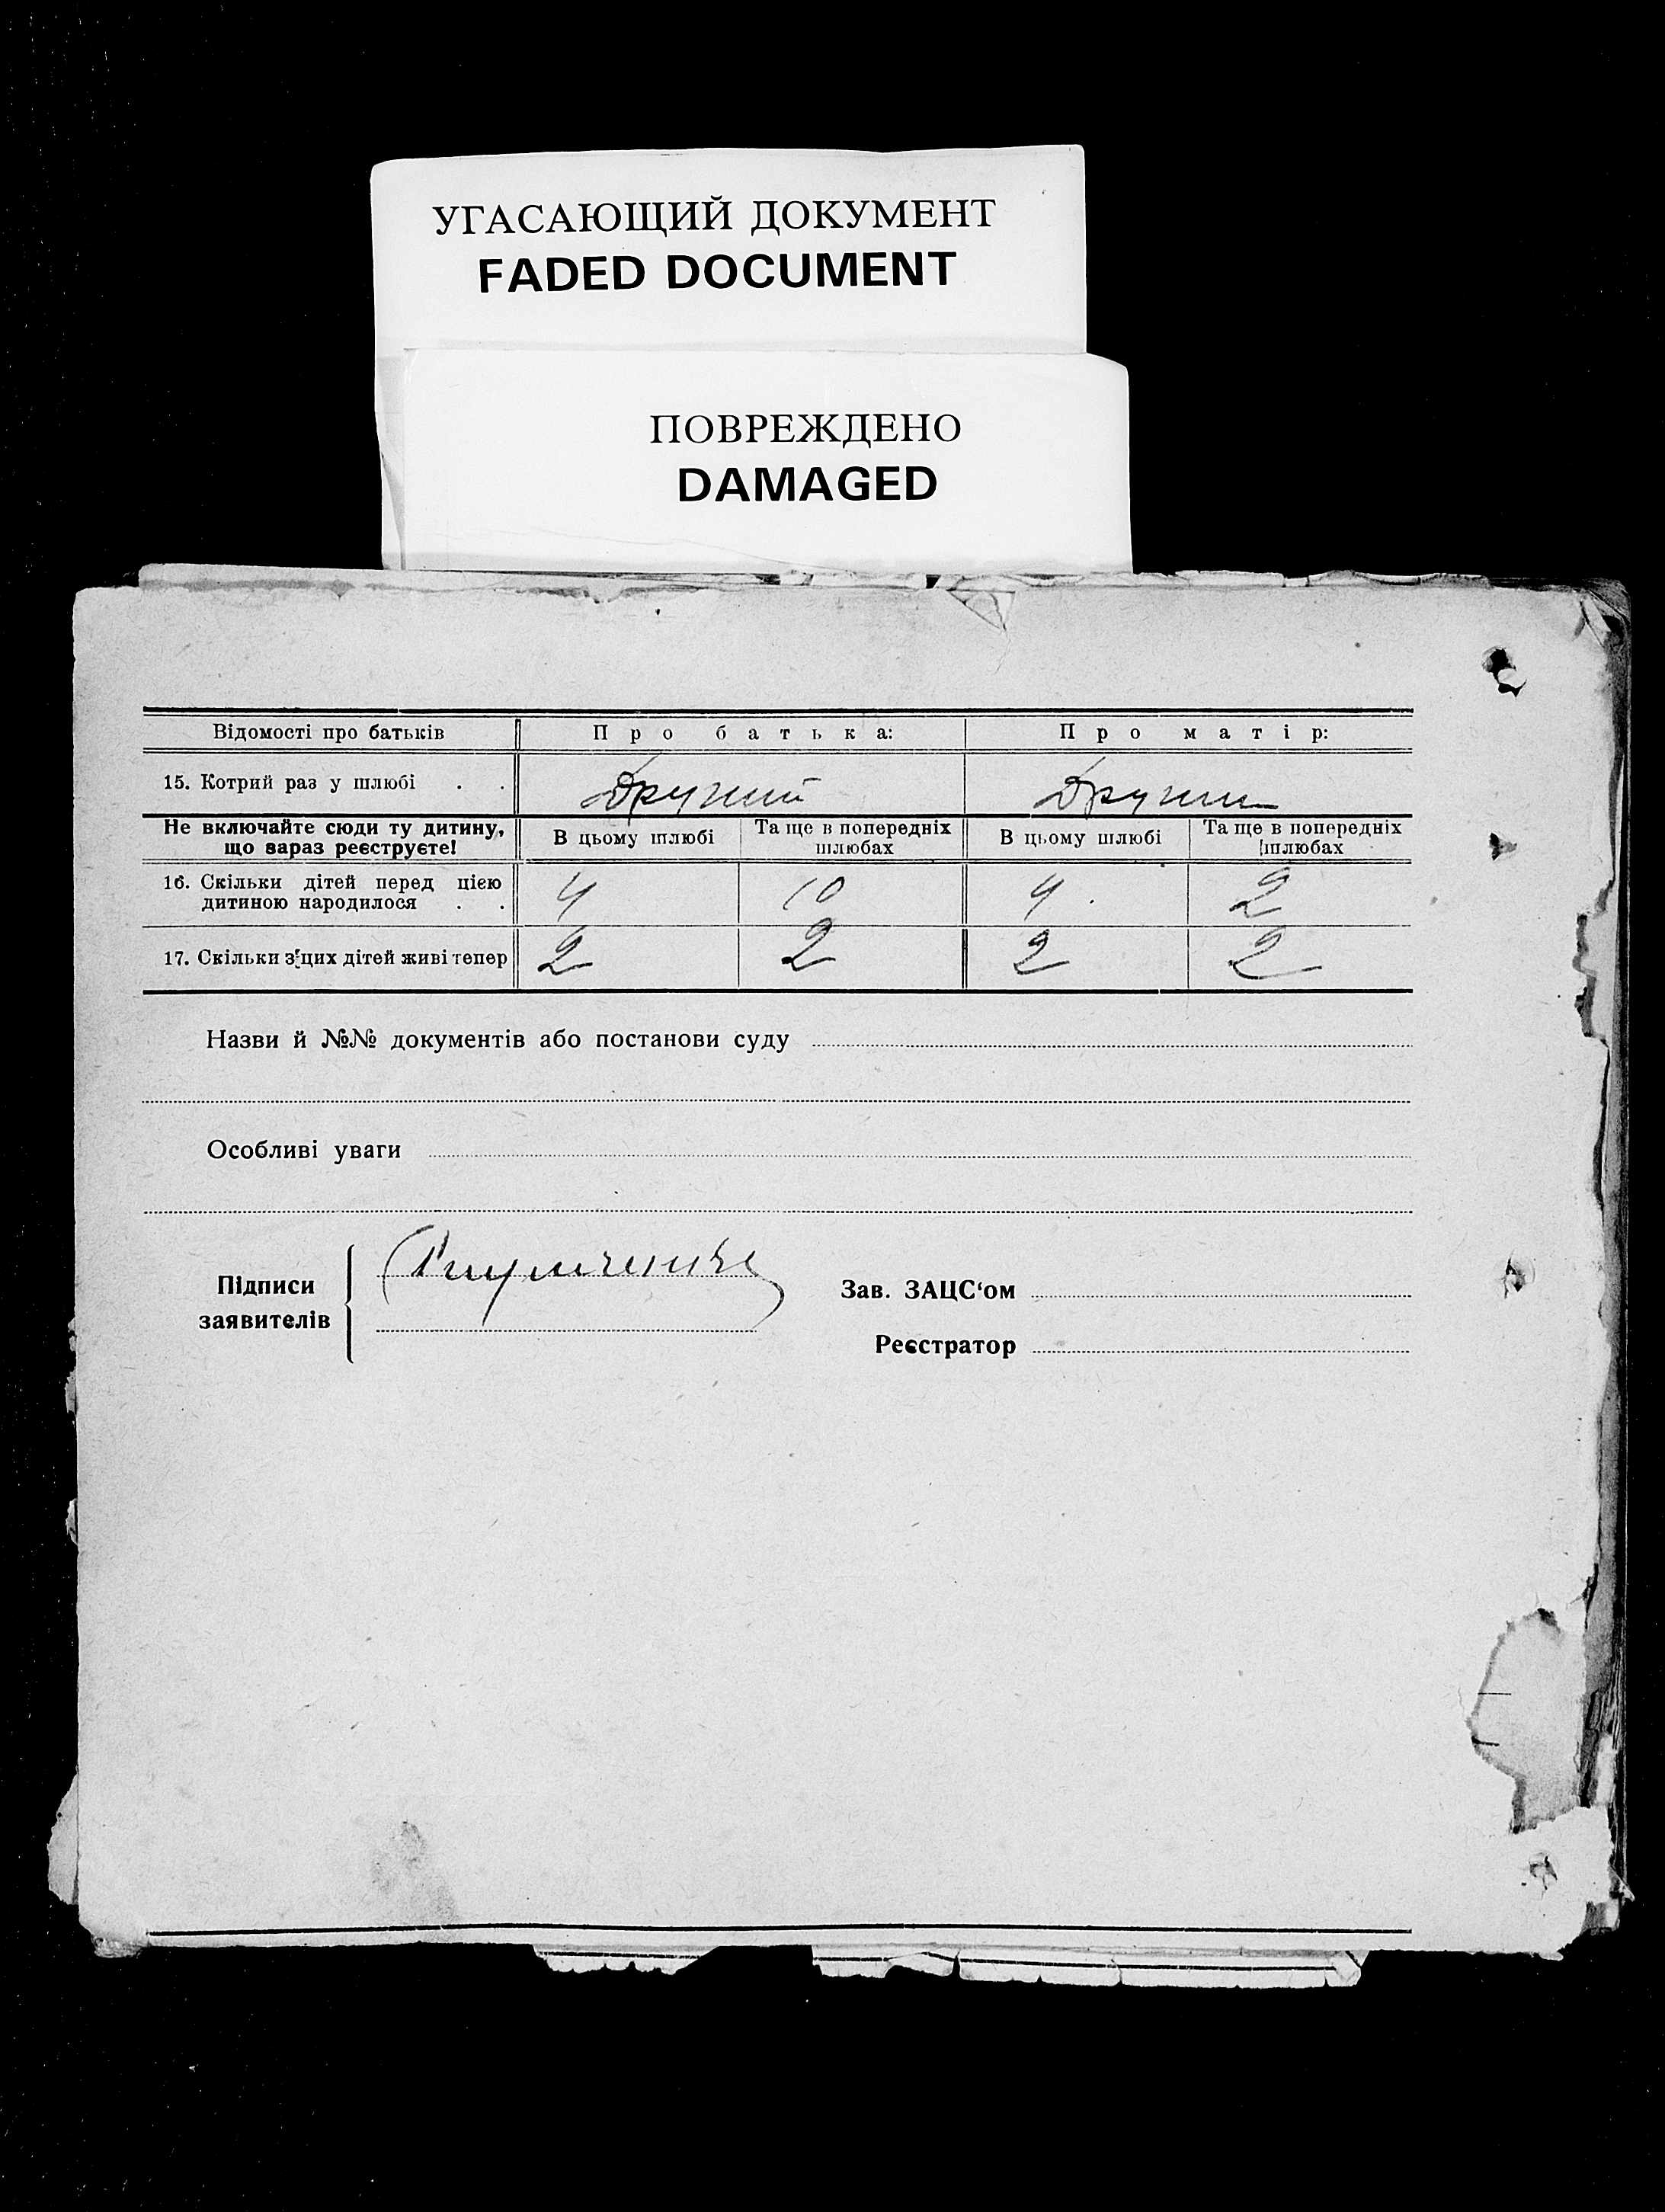 УГАСАЮЩИЙ ДОКУМЕНТ
FADED DOCUMENT
ПОВРЕЖДЕНО
DAMAGED
Відомості про батьків Про батька: Про матір:
15. Котрий раз у шлюбі . . Другий Други
Не включайте сюди ту дитину, що зараз реєструєте! В цьому шлюбі Та ще в попередніх шлюбах В цьому шлюбі Та ще в попередніх шлюбах
16. Скільки дітей перед цією
дитиною народилося . . 4 10 4 2
17. Скільки з цих дітей живі тепер 2 2 2 2
Назви й №№ документів або постанови суду
Особливі уваги
Підписи
заявителів
Зав. ЗАЦС‘ом
Реєстратор